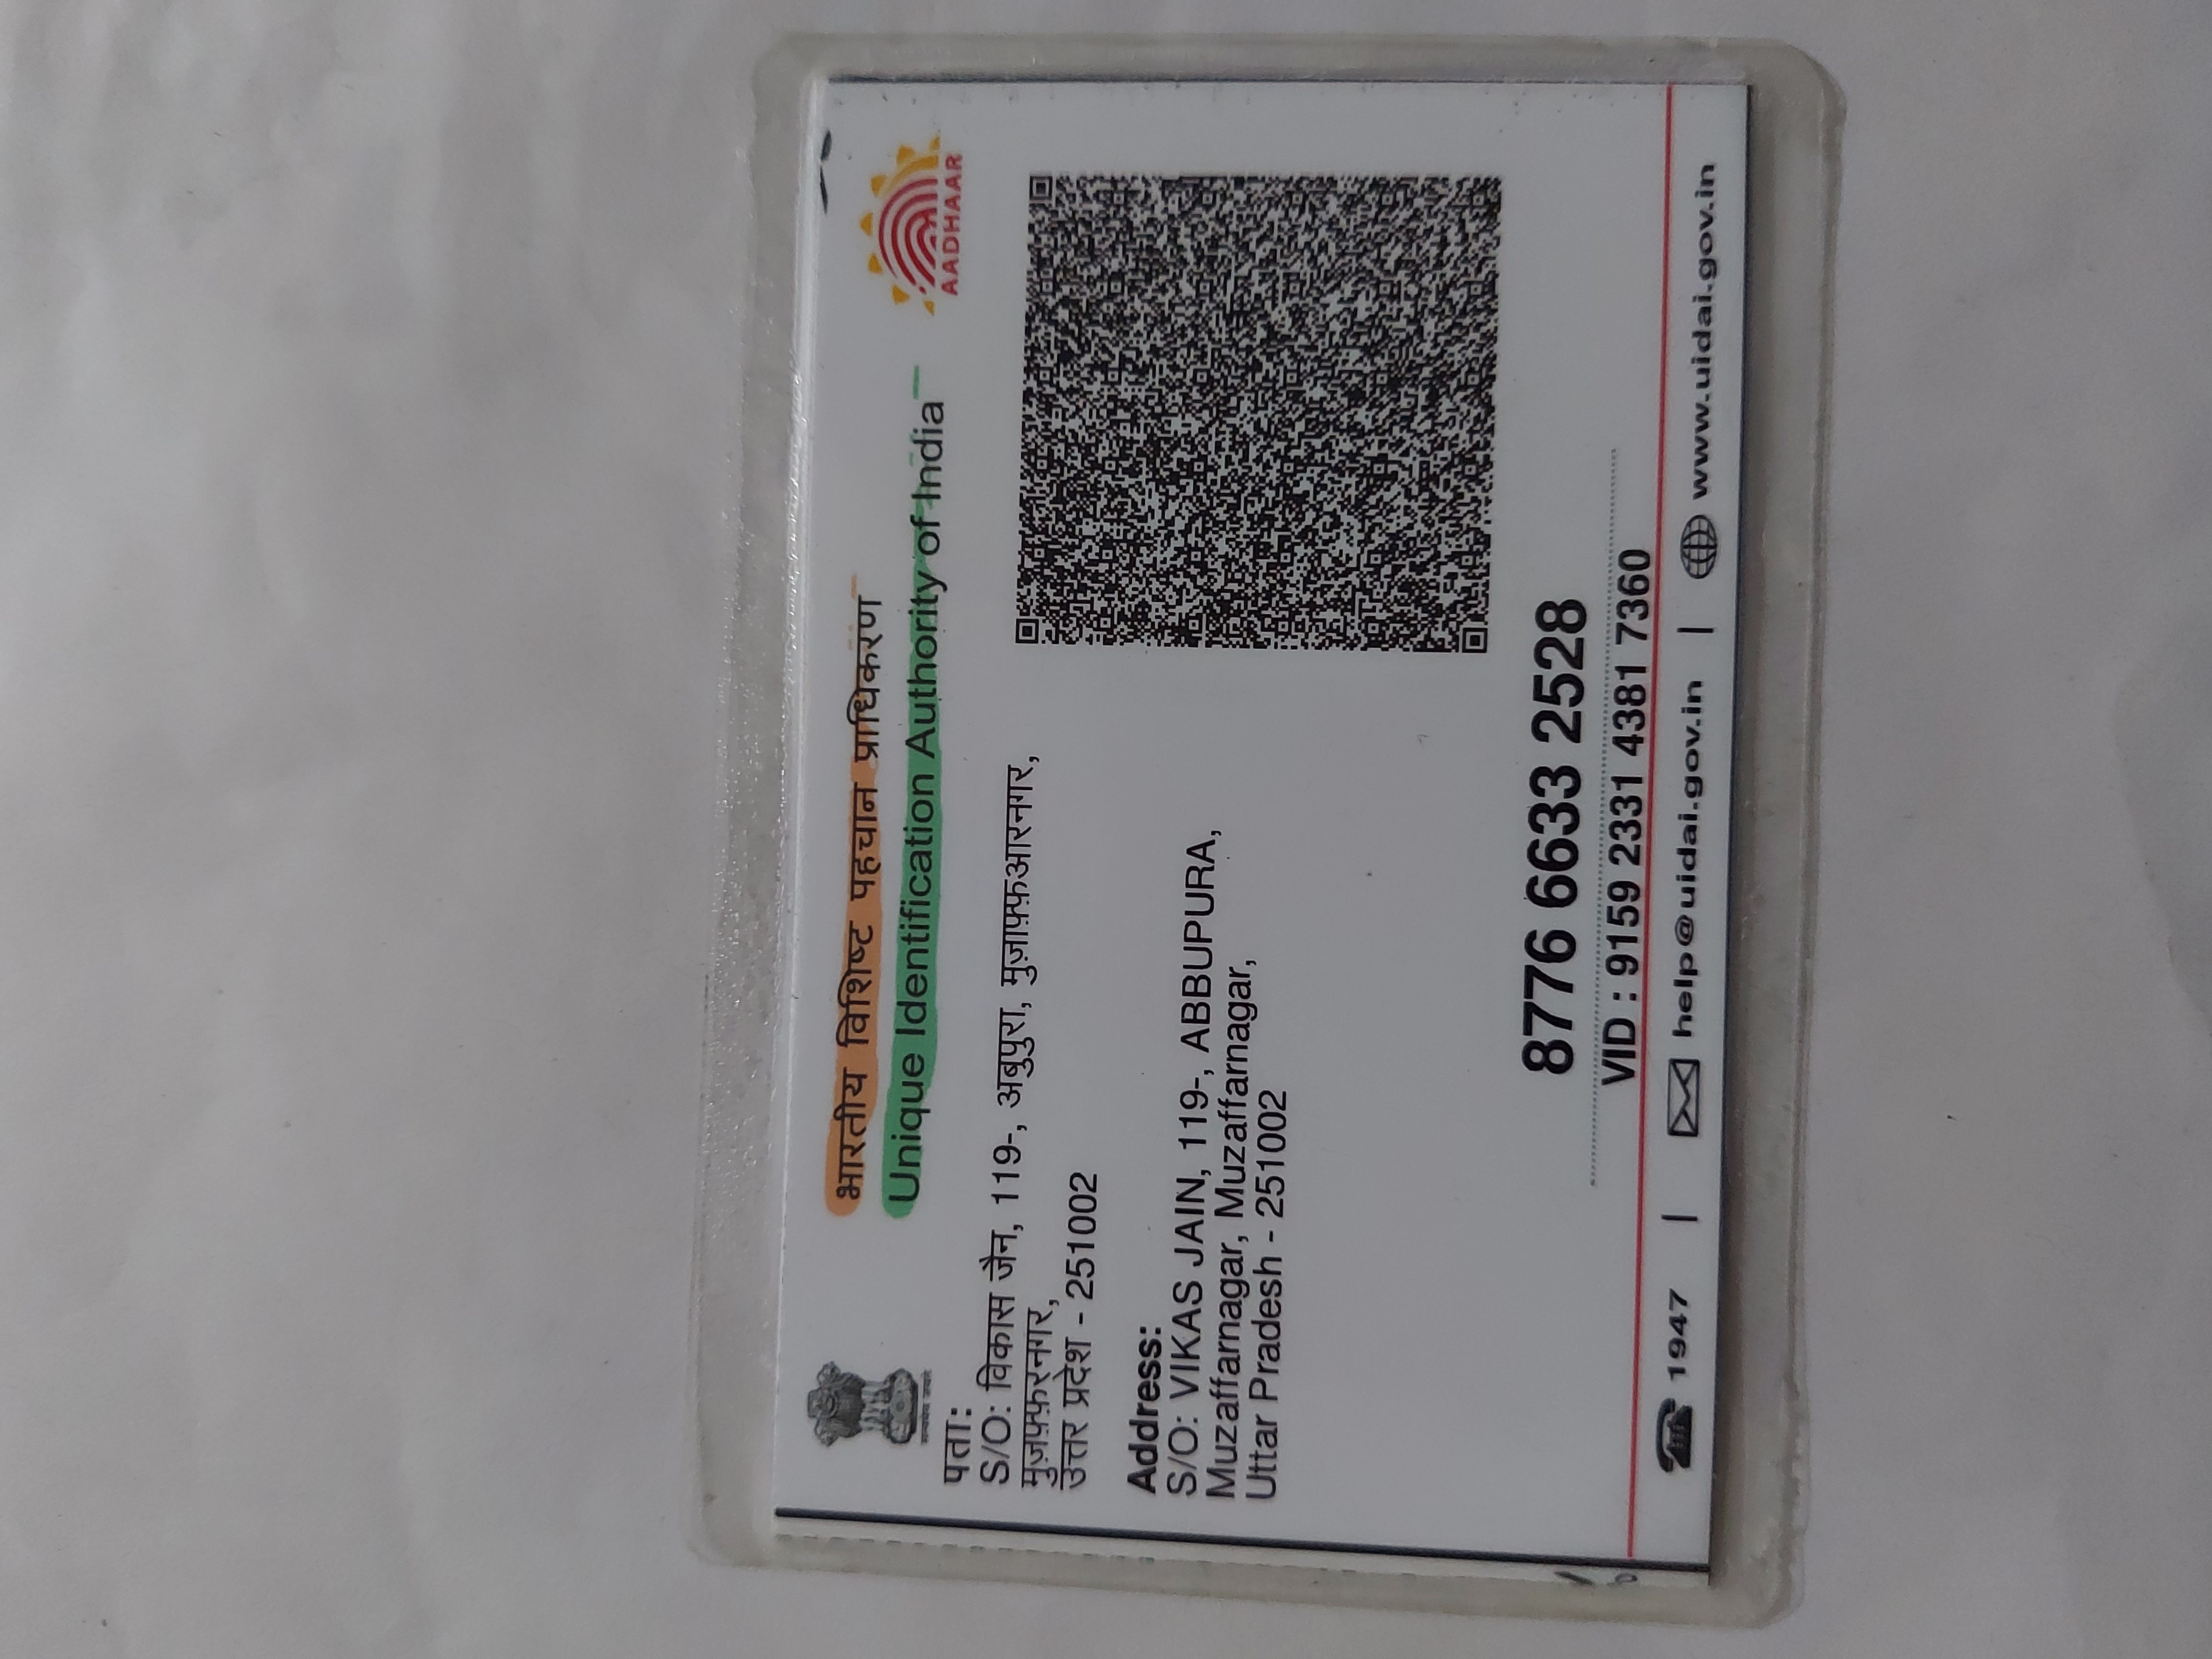 भारतीय विशिष्ट पहचान प्राधिकरण
Unique Identification Authority of India
AADHAAR
पता:
S/O: विकास जैन, 119-, अबुपुरा, मुज़ाफ़्फ़आरनगर,
मुज़फ़्फ़रनगर,
उत्तर प्रदेश - 251002
Address:
S/O: VIKAS JAIN, 119-, ABBUPURA,
Muzaffarnagar, Muzaffarnagar,
Uttar Pradesh - 251002
8776 6633 2528
VID : 9159 2331 4381 7360
1947 | help@uidai.gov.in | www.uidai.gov.in